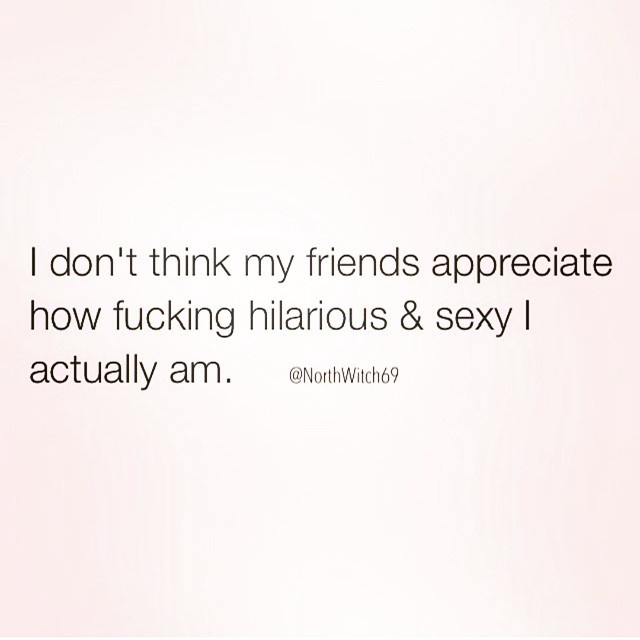 I don't think my friends appreciate
how fucking hilarious & sexy I
actually am. @NorthWitch69